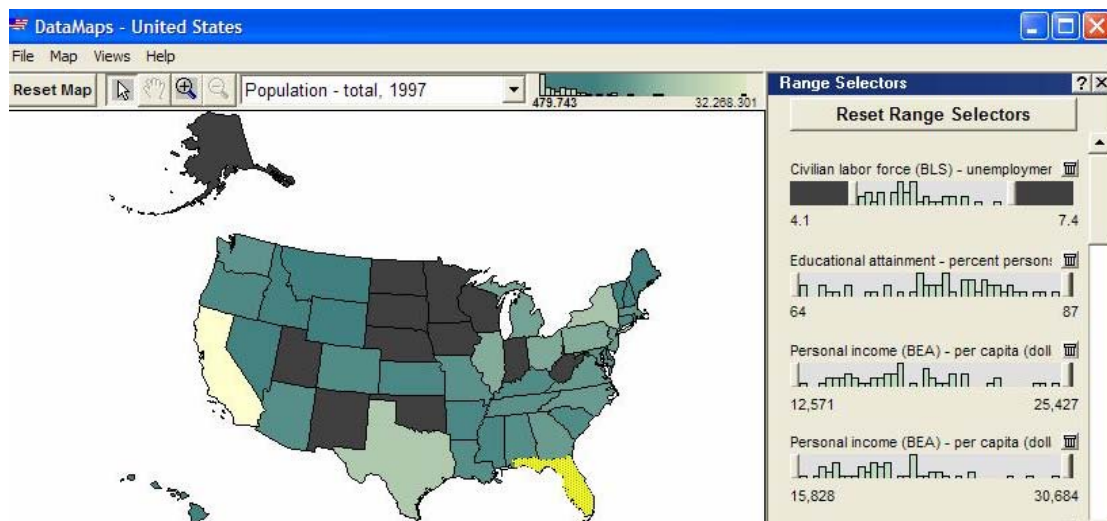 DataMaps - United States
File Map Views Help
Reset Map
Population - total, 1997
479.743
32.268.301
Range Selectors
? X
Reset Range Selectors
Civilian labor force (BLS) - unemploymer
4.1
7.4
Educational attainment - percent persons
64
87
Personal income (BEA) - per capita (doll
12,571
25,427
Personal income (BEA) - per capita (doll
15,828
30,684